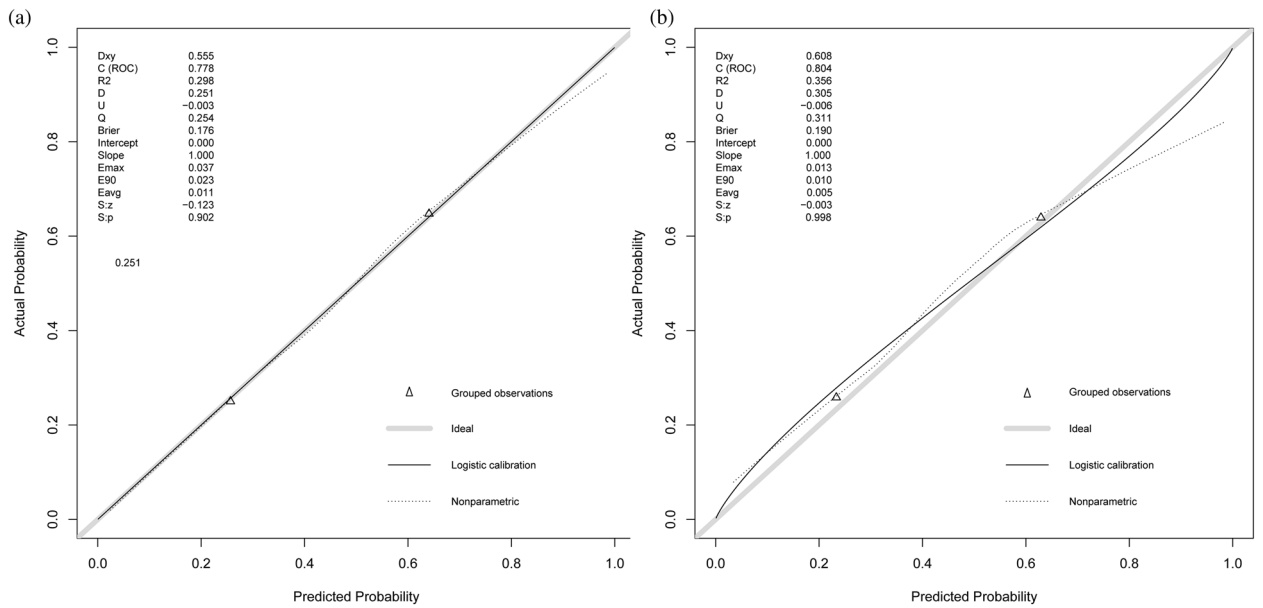 (a)
Dxy 0.555
C (ROC) 0.778
R2 0.298
D 0.251
U −0.003
Q 0.254
Brier 0.176
Intercept 0.000
Slope 1.000
Emax 0.037
E90 0.023
Eavg 0.011
S:z −0.123
S:p 0.902
0.251
Actual Probability
1.0
0.8
0.6
0.4
0.2
0.0
Grouped observations
Ideal
Logistic calibration
Nonparametric
0.0 0.2 0.4 0.6 0.8 1.0
Predicted Probability
(b)
Dxy 0.608
C (ROC) 0.804
R2 0.356
D 0.305
U −0.006
Q 0.311
Brier 0.190
Intercept 0.000
Slope 1.000
Emax 0.013
E90 0.010
Eavg 0.005
S:z −0.003
S:p 0.998
Actual Probability
1.0
0.8
0.6
0.4
0.2
0.0
Grouped observations
Ideal
Logistic calibration
Nonparametric
0.0 0.2 0.4 0.6 0.8 1.0
Predicted Probability